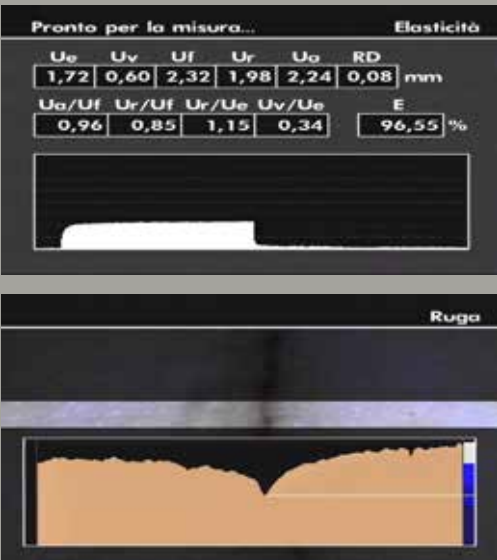 Pronto per la misura... Elasticità
Ue Uv Uf Ur Ua RD
1,72 0,60 2,32 1,98 2,24 0,08 mm
Ua/Uf Ur/Uf Ur/Ue Uv/Ue E
0,96 0,85 1,15 0,34 96,55 %
Ruga